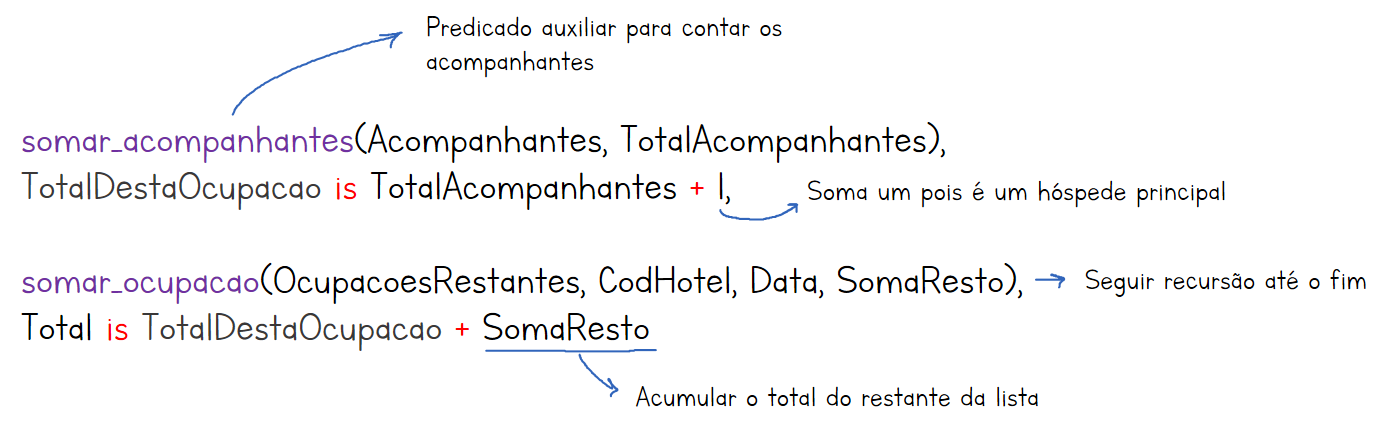 Predicado auxiliar para contar os
acompanhantes
somar_acompanhantes(Acompanhantes, TotalAcompanhantes),
TotalDestaOcupacao is TotalAcompanhantes + 1,
Soma um pois é um hóspede principal
somar_ocupacao(OcupacoesRestantes, CodHotel, Data, SomaResto),
Seguir recursão até o fim
Total is TotalDestaOcupacao + SomaResto
Acumular o total do restante da lista